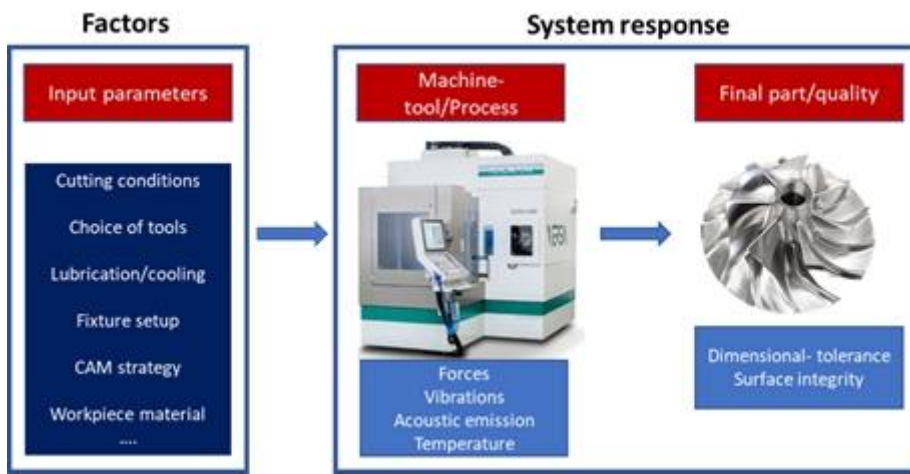 Factors
System response
Input parameters
Machine-
tool/Process
Final part/quality
Cutting conditions
Choice of tools
Lubrication/cooling
Fixture setup
CAM strategy
Workpiece material
....
Forces
Vibrations
Acoustic emission
Temperature
Dimensional- tolerance
Surface integrity